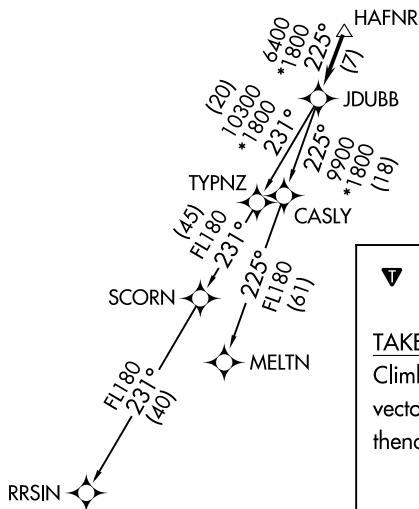 HAFNR
6400
*1800
225°
(7)
JDUBB
(20)
10300
*1800
231°
225°
9900
*1800
(18)
TYPNZ
CASLY
(45)
FL180
231°
225°
FL180
(61)
SCORN
MELTN
FL180
231°
(40)
RRSIN
T
TAKE
Climb
vecto
thenc